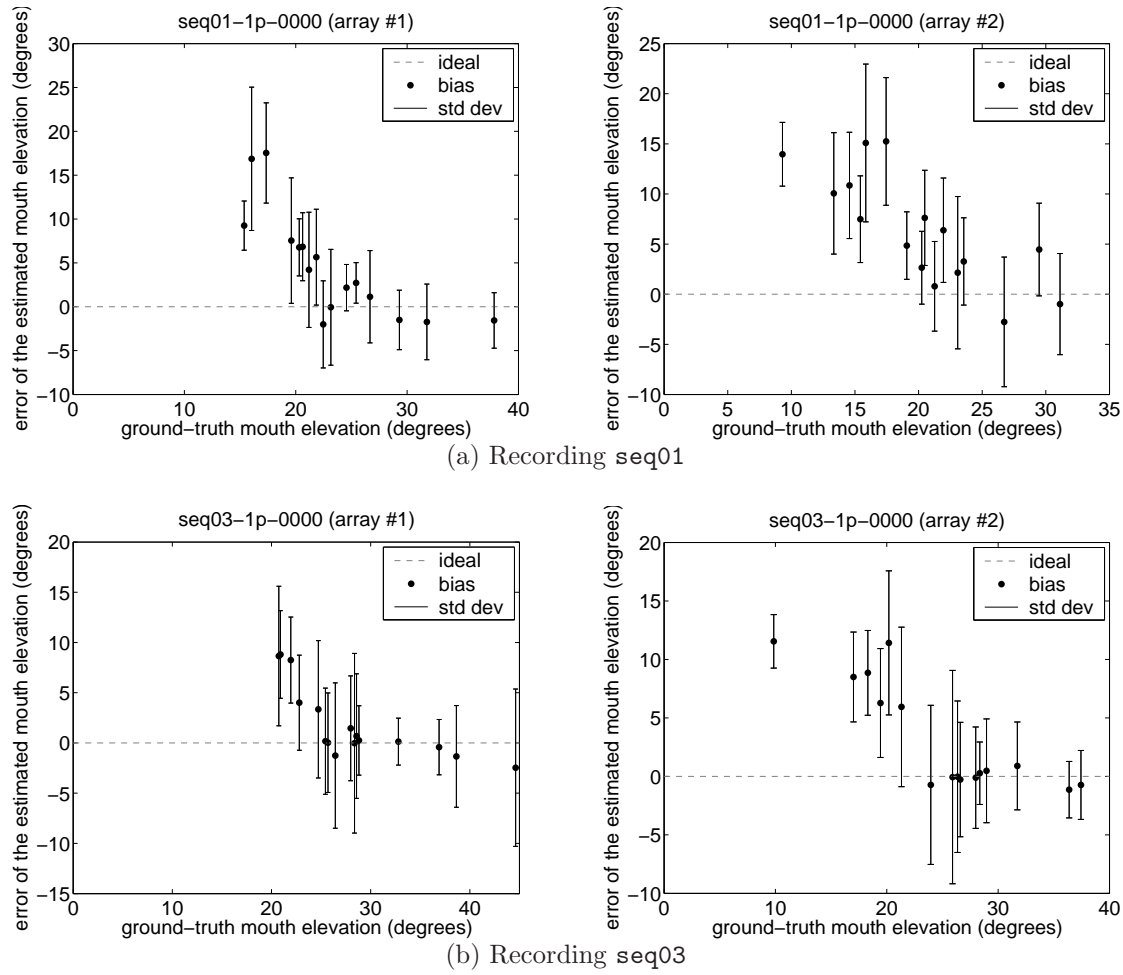 seq01−1p−0000 (array #1)
error of the estimated mouth elevation (degrees)
30
25
20
15
10
5
0
−5
−10
ideal
bias
std dev
0 10 20 30 40
ground−truth mouth elevation (degrees)
seq01−1p−0000 (array #2)
error of the estimated mouth elevation (degrees)
25
20
15
10
5
0
−5
−10
ideal
bias
std dev
0 5 10 15 20 25 30 35
ground−truth mouth elevation (degrees)
(a) Recording seq01
seq03−1p−0000 (array #1)
error of the estimated mouth elevation (degrees)
20
15
10
5
0
−5
−10
−15
ideal
bias
std dev
0 10 20 30 40
ground−truth mouth elevation (degrees)
seq03−1p−0000 (array #2)
error of the estimated mouth elevation (degrees)
20
15
10
5
0
−5
−10
ideal
bias
std dev
0 10 20 30 40
ground−truth mouth elevation (degrees)
(b) Recording seq03